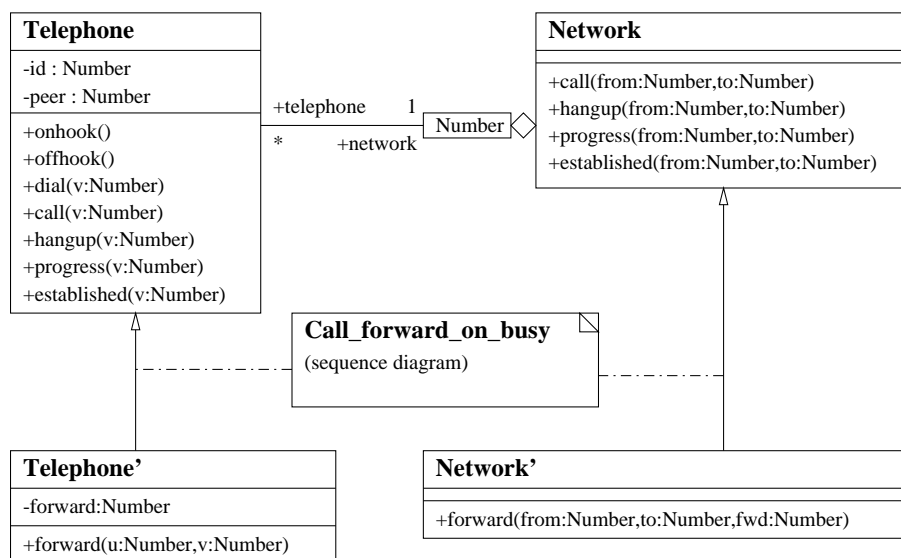 Telephone
-id : Number
-peer : Number
+onhook()
+offhook()
+dial(v:Number)
+call(v:Number)
+hangup(v:Number)
+progress(v:Number)
+established(v:Number)
+telephone
1
*
+network
Number
Network
+call(from:Number,to:Number)
+hangup(from:Number,to:Number)
+progress(from:Number,to:Number)
+established(from:Number,to:Number)
Call_forward_on_busy
(sequence diagram)
Telephone’
-forward:Number
+forward(u:Number,v:Number)
Network’
+forward(from:Number,to:Number,fwd:Number)